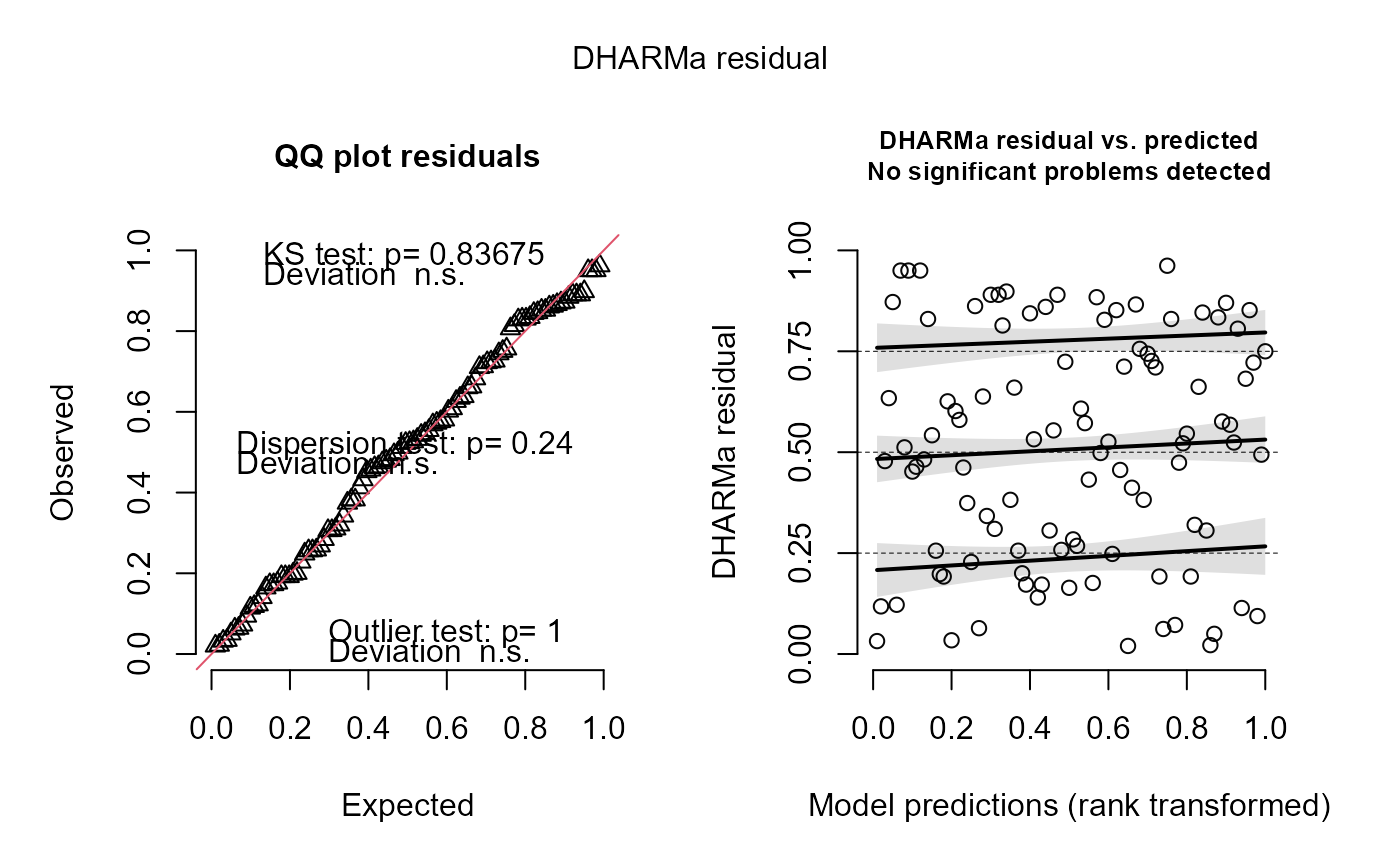 DHARMa residual
QQ plot residuals
KS test: p= 0.83675
Deviation n.s.
Dispersion test: p= 0.24
Deviation n.s.
Outlier test: p= 1
Deviation n.s.
Observed
1.0
0.8
0.6
0.4
0.2
0.0
0.0 0.2 0.4 0.6 0.8 1.0
Expected
DHARMa residual vs. predicted
No significant problems detected
DHARMa residual
1.00
0.75
0.50
0.25
0.00
0.0 0.2 0.4 0.6 0.8 1.0
Model predictions (rank transformed)